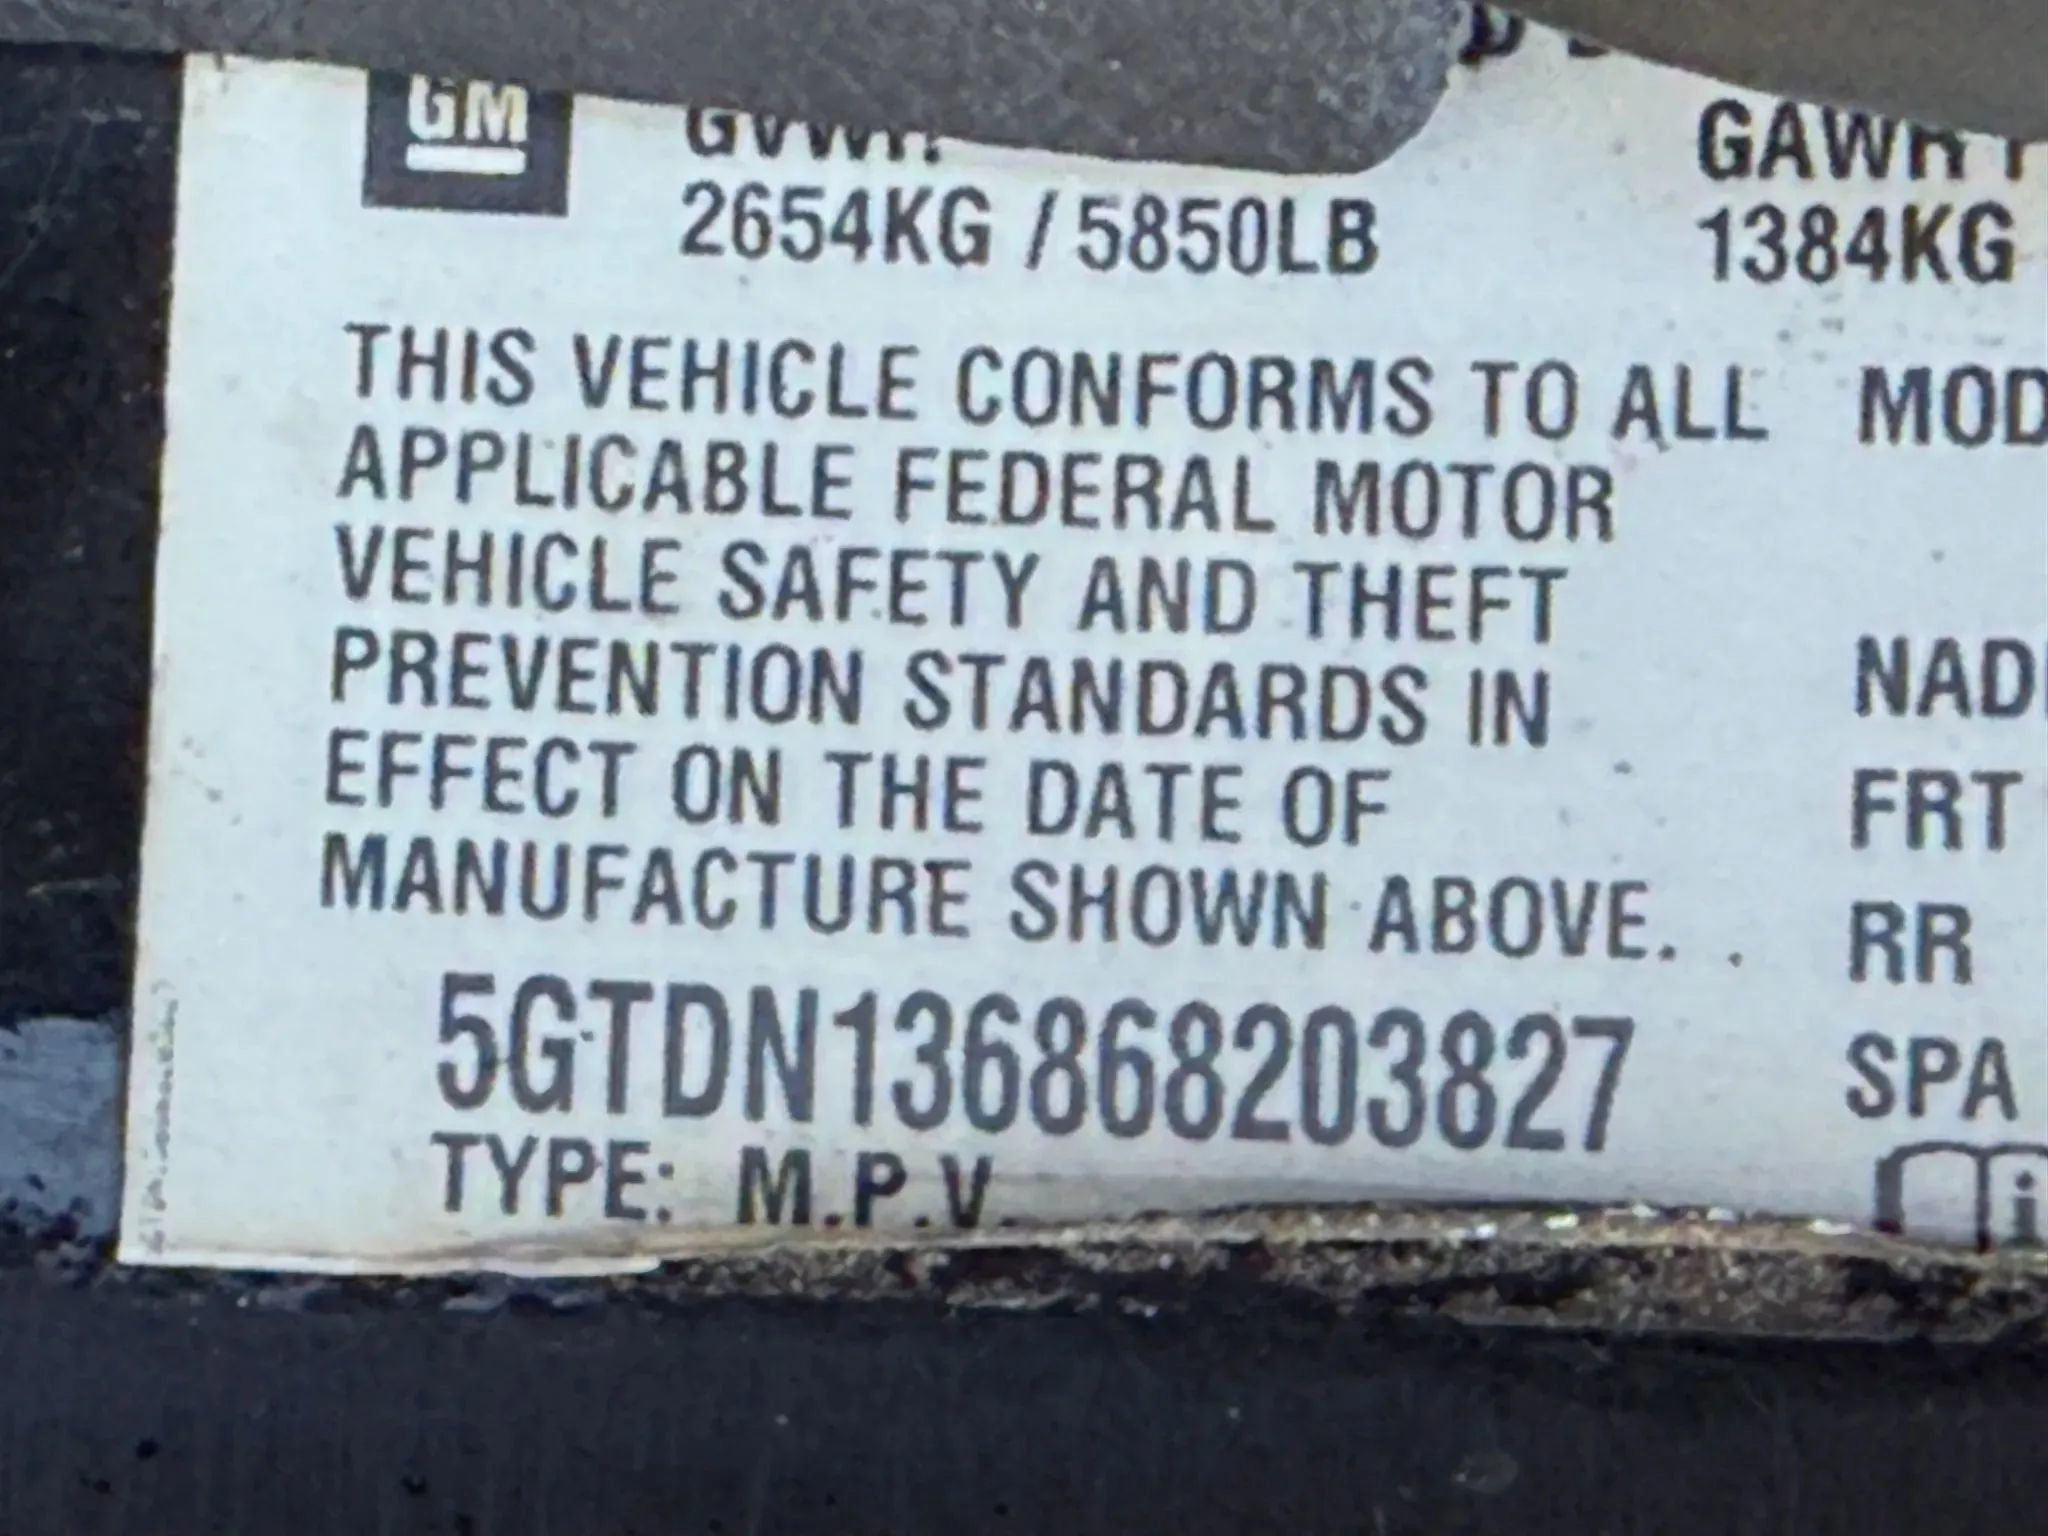 GM
GVWR
2654KG / 5850LB
GAWR F
1384KG
THIS VEHICLE CONFORMS TO ALL
APPLICABLE FEDERAL MOTOR
VEHICLE SAFETY AND THEFT
PREVENTION STANDARDS IN
EFFECT ON THE DATE OF
MANUFACTURE SHOWN ABOVE.
5GTDN136868203827
TYPE: M.P.V.
MOD
NAD
FRT
RR
SPA
i